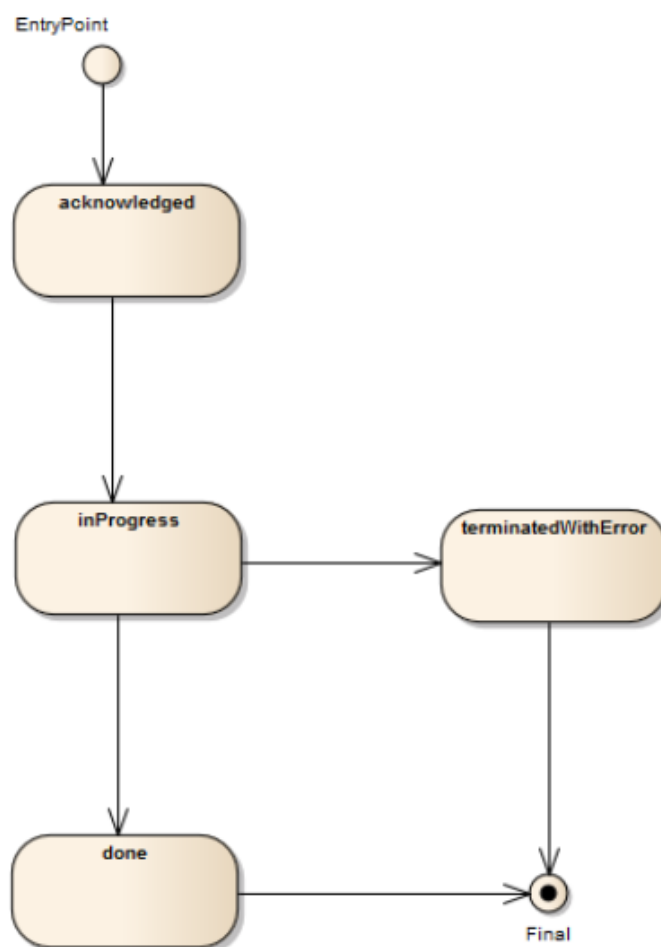 EntryPoint
acknowledged
inProgress
terminatedWithError
done
Final